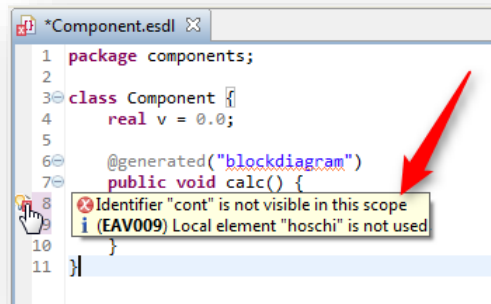 *Component.esdl
1 package components;
2
3 class Component {
4 real v = 0.0;
5
6 @generated("blockdiagram")
7 public void calc() {
8 Identifier "cont" is not visible in this scope
9 i (EAV009) Local element "hoschi" is not used
10 }
11 }